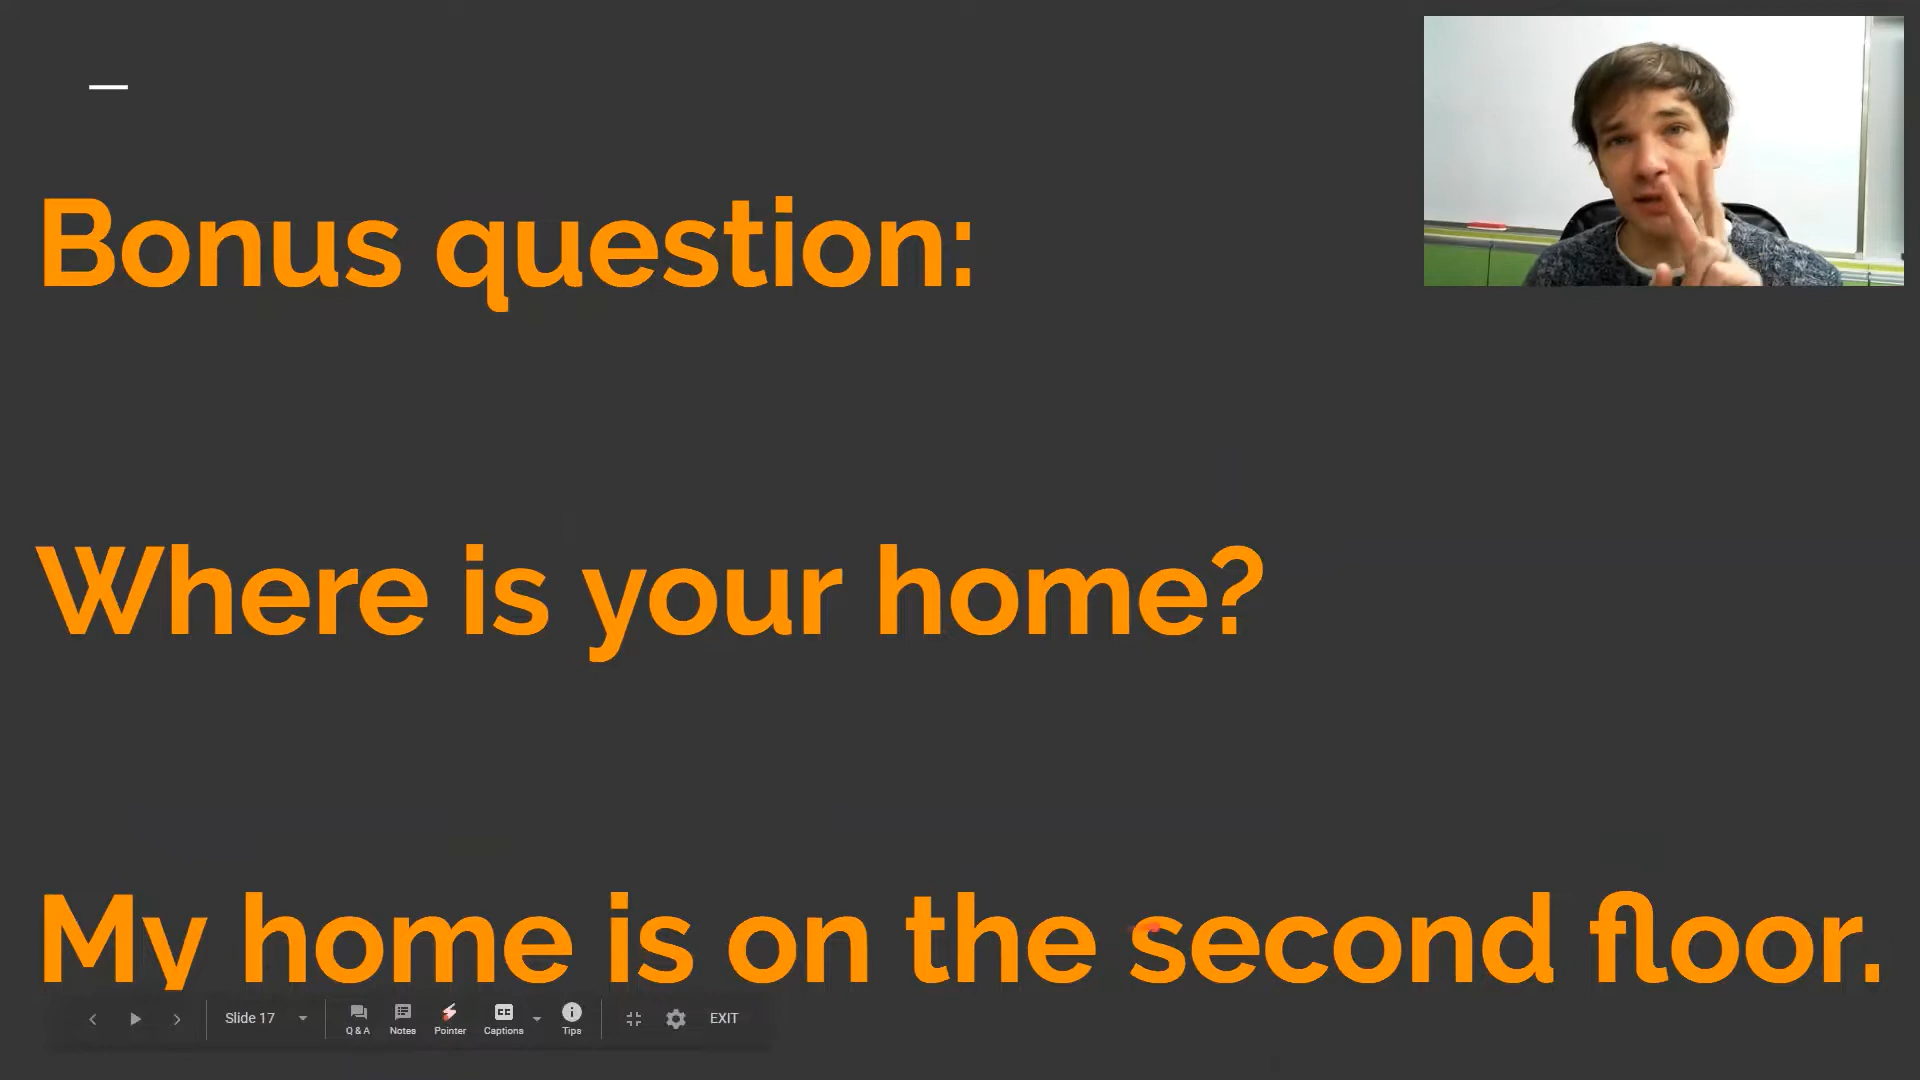 Bonus question:
Where is your home?
My home is on the second floor.
Slide 17
Q & A
Notes
Pointer
CC
Captions
Tips
EXIT